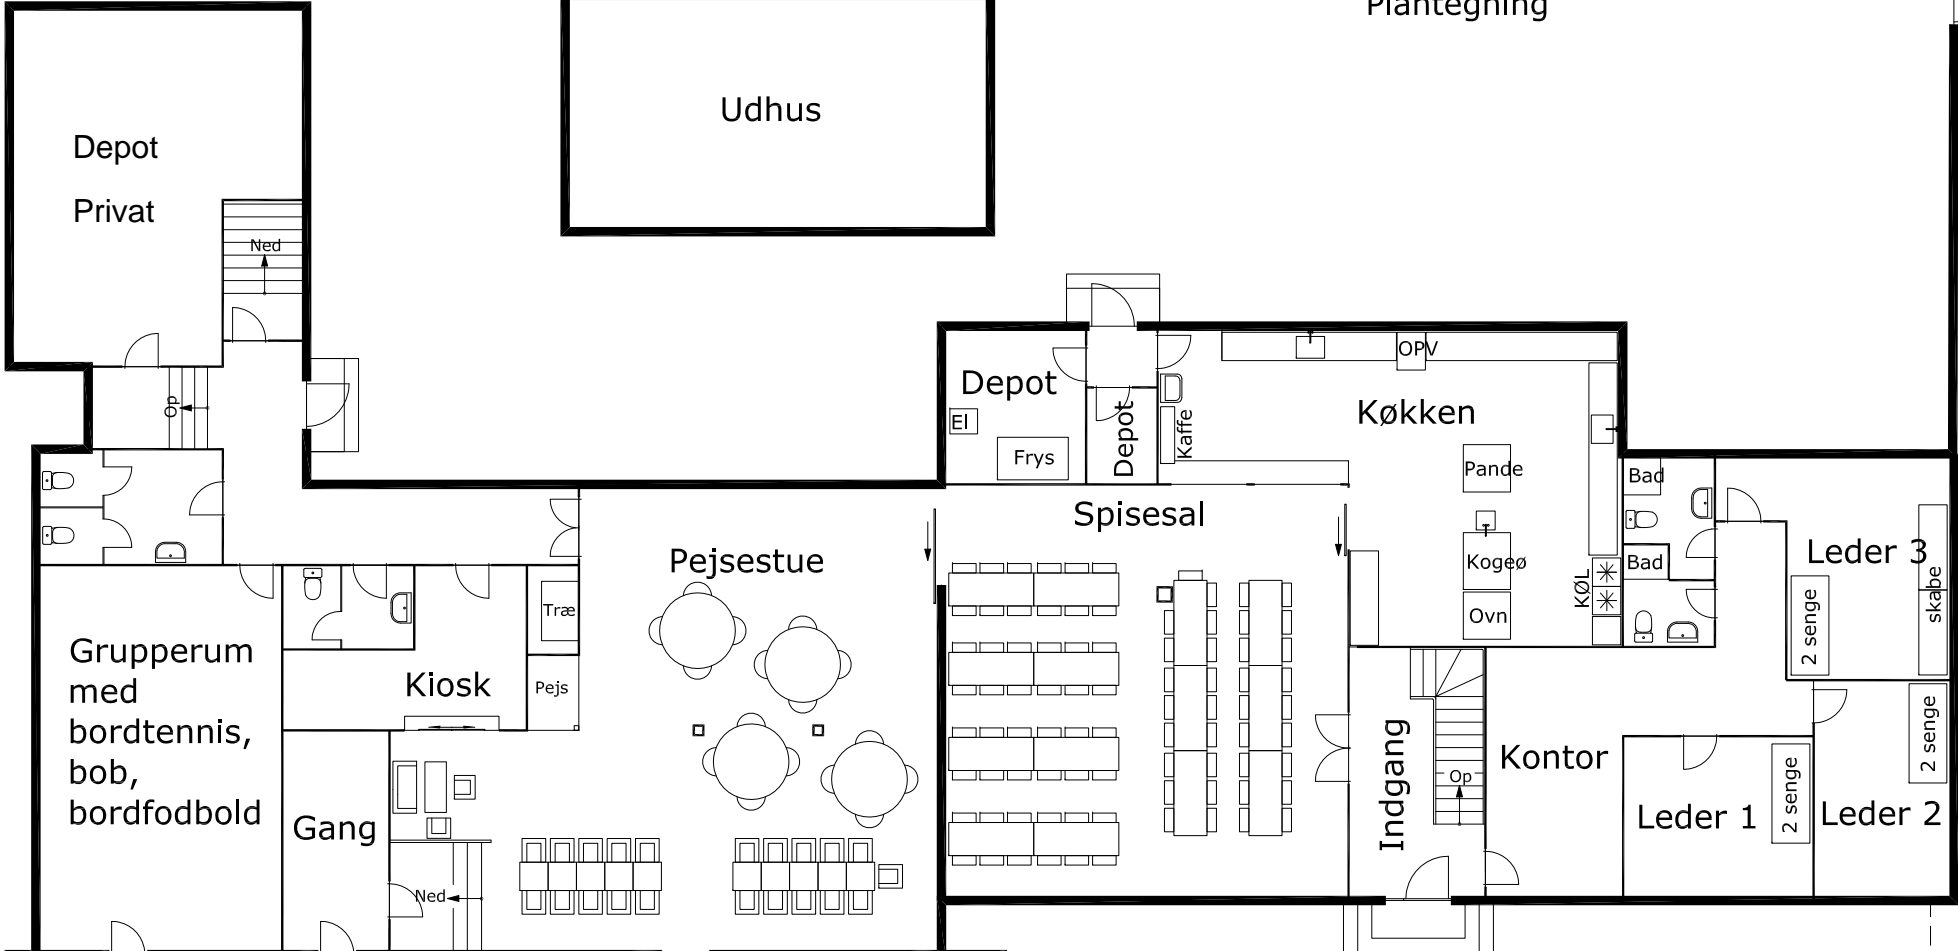 Plantegning
Udhus
Depot
Privat
Ned
Op
OPV
Depot
El
Frys
Depot
Kaffe
Køkken
Pande
Kogeø
Ovn
KØL
Bad
Bad
Leder 3
skabe
2 senge
Spisesal
Pejsestue
Træ
Pejs
Kiosk
Grupperum
med
bordtennis,
bob,
bordfodbold
Gang
Ned
Indgang
Op
Kontor
Leder 1
2 senge
Leder 2
2 senge